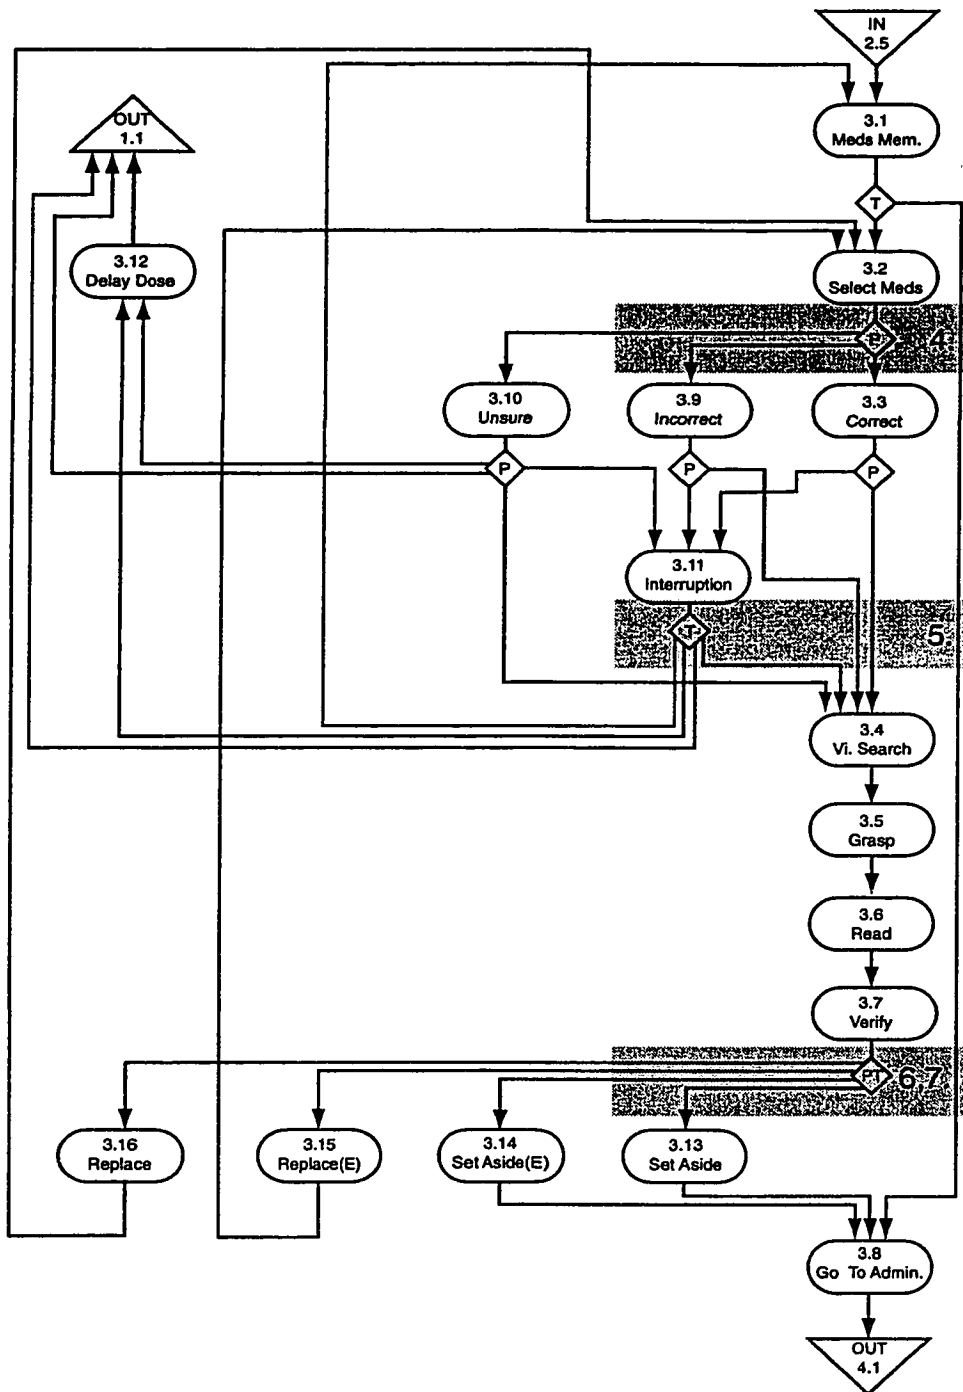 IN
2.5
OUT
1.1
3.1
Meds Mem.
T
3.12
Delay Dose
3.2
Select Meds
P
4
3.10
Unsure
3.9
Incorrect
3.3
Correct
P
P
P
3.11
Interruption
T
5
3.4
Vi. Search
3.5
Grasp
3.6
Read
3.7
Verify
PT
6,7
3.16
Replace
3.15
Replace(E)
3.14
Set Aside(E)
3.13
Set Aside
3.8
Go To Admin.
OUT
4.1